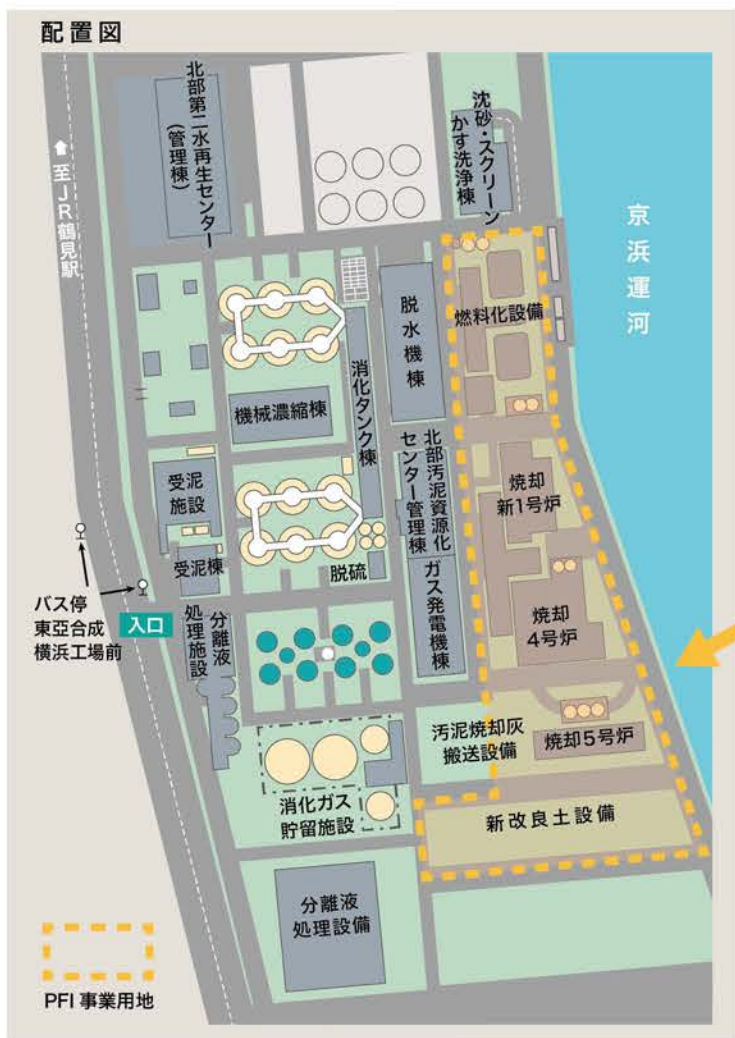 配置図
北部第二水再生センター
(管理棟)
沈砂・スクリーン
かす洗浄棟
至JR鶴見駅
京浜運河
燃料化設備
脱水機棟
消化タンク棟
機械濃縮棟
北部汚泥資源化
センター管理棟
焼却
新1号炉
受泥
施設
受泥棟
脱硫
ガス発電機棟
焼却
4号炉
バス停
東亞合成
横浜工場前
入口
分離液
処理施設
汚泥焼却灰
搬送設備
焼却5号炉
消化ガス
貯留施設
新改良土設備
分離液
処理設備
PFI 事業用地